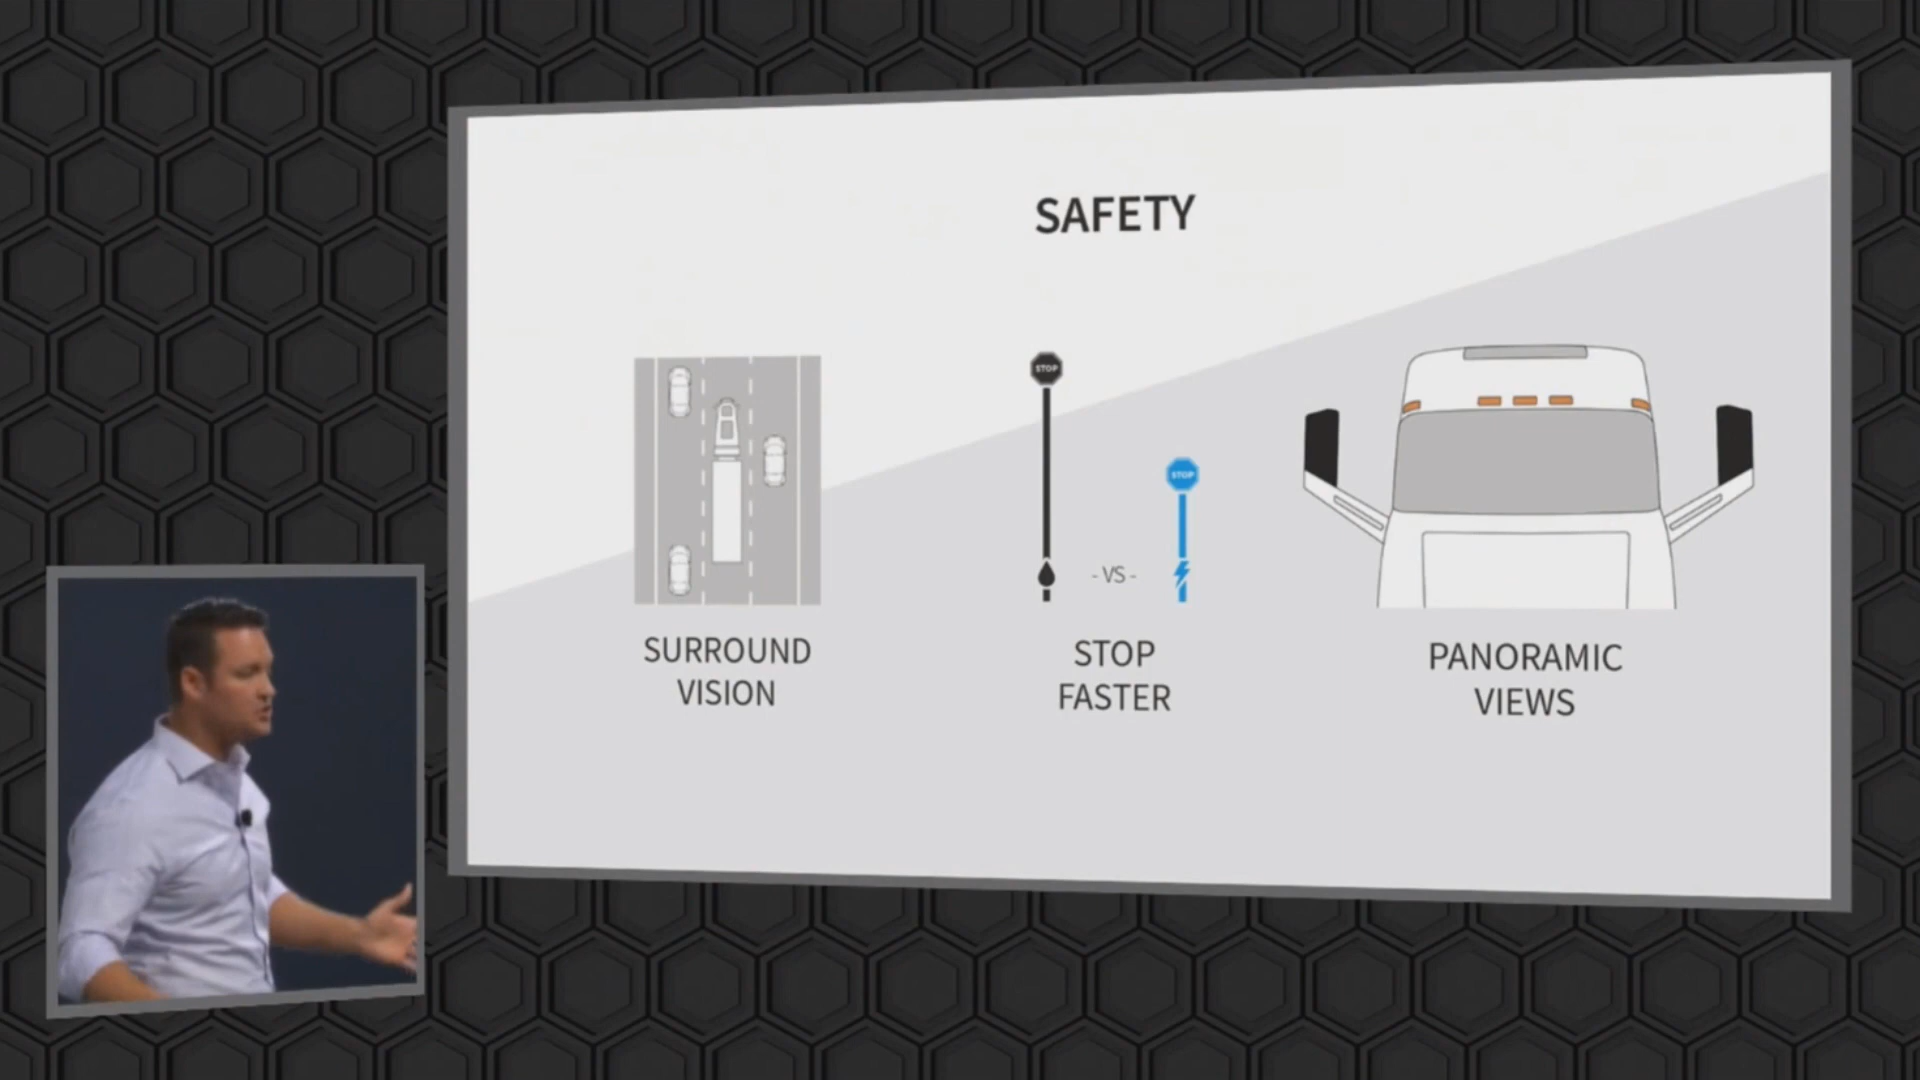 SAFETY
STOP
STOP
- VS -
SURROUND
VISION
STOP
FASTER
PANORAMIC
VIEWS